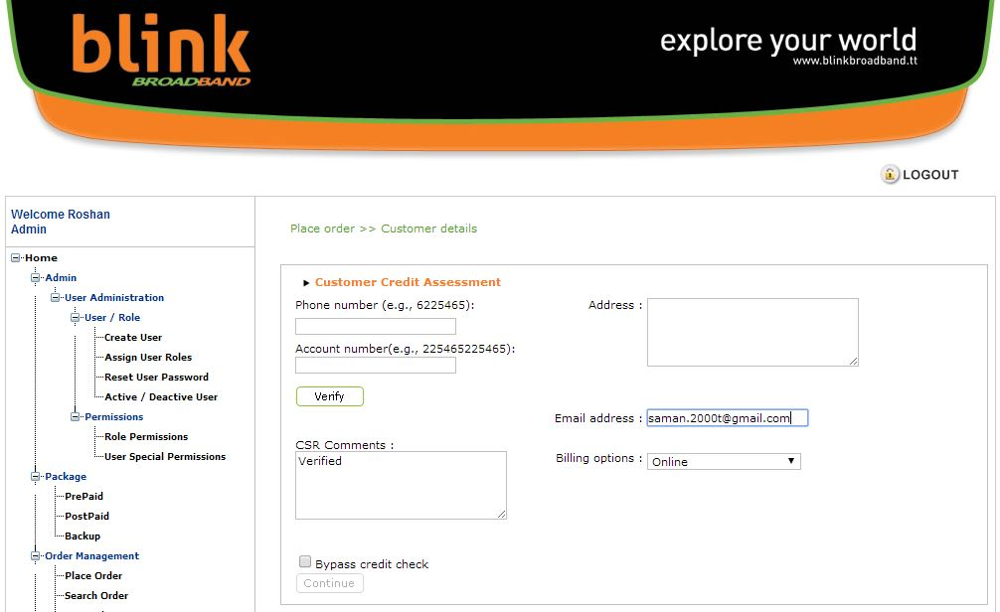 blink
BROADBAND
explore your world
www.blinkbroadband.tt
LOGOUT
Welcome Roshan
Admin
Home
Admin
User Administration
User / Role
Create User
Assign User Roles
Reset User Password
Active / Deactive User
Permissions
Role Permissions
User Special Permissions
Package
PrePaid
PostPaid
Backup
Order Management
Place Order
Search Order
Place order >> Customer details
Customer Credit Assessment
Phone number (e.g., 6225465):
Address :
Account number(e.g., 225465225465):
Verify
Email address : saman.2000t@gmail.com
CSR Comments :
Verified
Billing options : Online
Bypass credit check
Continue